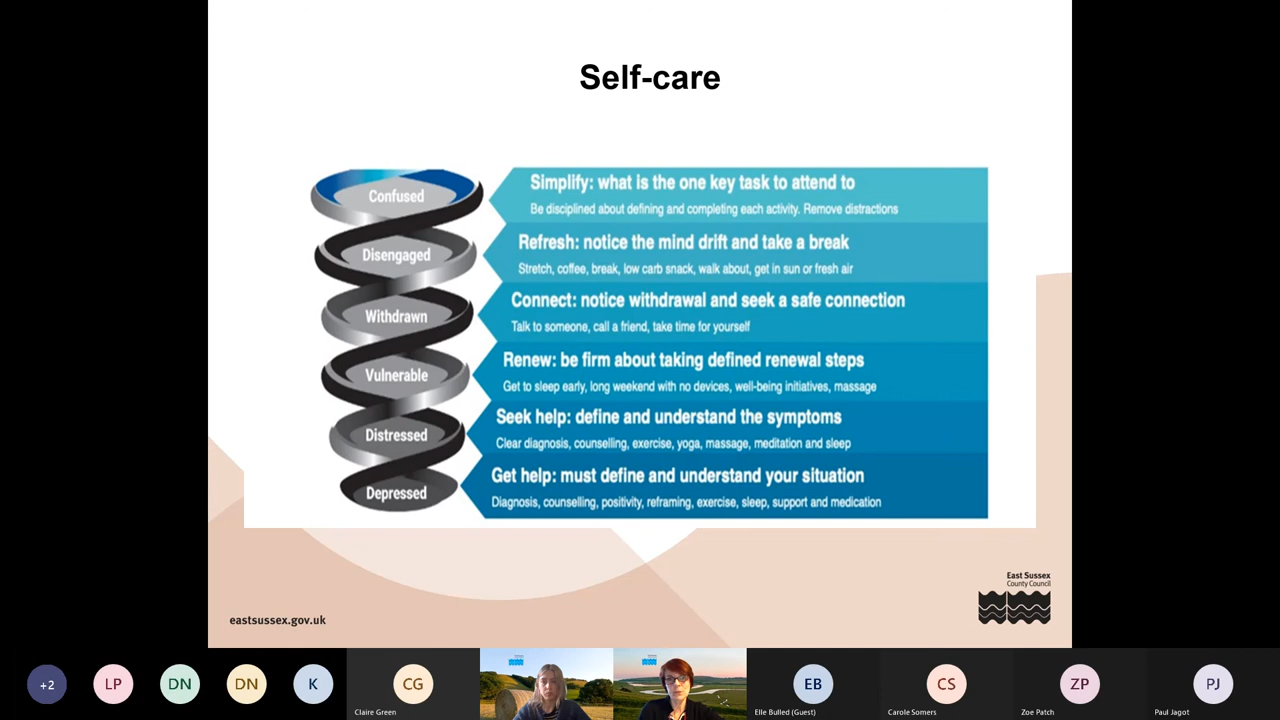 Self-care
Confused
Simplify: what is the one key task to attend to
Be disciplined about defining and completing each activity. Remove distractions
Disengaged
Refresh: notice the mind drift and take a break
Stretch, coffee, break, low carb snack, walk about, get in sun or fresh air
Withdrawn
Connect: notice withdrawal and seek a safe connection
Talk to someone, call a friend, take time for yourself
Vulnerable
Renew: be firm about taking defined renewal steps
Get to sleep early, long weekend with no devices, well-being initiatives, massage
Distressed
Seek help: define and understand the symptoms
Clear diagnosis, counselling, exercise, yoga, massage, meditation and sleep
Depressed
Get help: must define and understand your situation
Diagnosis, counselling, positivity, reframing, exercise, sleep, support and medication
East Sussex
County Council
eastsussex.gov.uk
+2
LP
DN
DN
K
CG
Claire Green
EB
Elle Bulled (Guest)
CS
Carole Somers
ZP
Zoe Patch
PJ
Paul Jagot